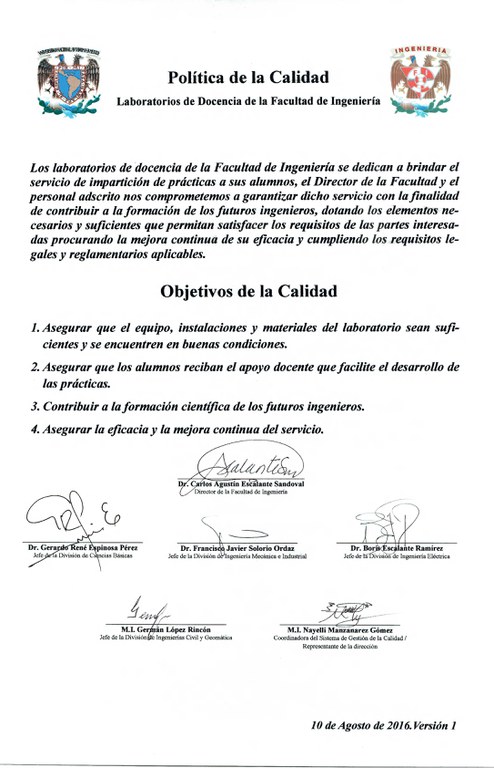 INGENIERIA
Política de la Calidad
Laboratorios de Docencia de la Facultad de Ingeniería
Los laboratorios de docencia de la Facultad de Ingeniería se dedican a brindar el
servicio de impartición de prácticas a sus alumnos, el Director de la Facultad y el
personal adscrito nos comprometemos a garantizar dicho servicio con la finalidad
de contribuir a la formación de los futuros ingenieros, dotando los elementos ne-
cesarios y suficientes que permitan satisfacer los requisitos de las partes interesa-
das procurando la mejora continua de su eficacia y cumpliendo los requisitos le-
gales y reglamentarios aplicables.
Objetivos de la Calidad
1. Asegurar que el equipo, instalaciones y materiales del laboratorio sean sufi-
cientes y se encuentren en buenas condiciones.
2. Asegurar que los alumnos reciban el apoyo docente que facilite el desarrollo de
las prácticas.
3. Contribuir a la formación científica de los futuros ingenieros.
4. Asegurar la eficacia y la mejora continua del servicio.
Dr. Carlos Agustín Escalante Sandoval
Director de la Facultad de Ingeniería
Dr. Gerardo René Espinosa Pérez
Jefe de la División de Ciencias Básicas
Dr. Francisco Javier Solorio Ordaz
Jefe de la División de Ingeniería Mecánica e Industrial
Dr. Boris Escalante Ramírez
Jefe de la División de Ingeniería Eléctrica
M.I. Germán López Rincón
Jefe de la División de Ingenierías Civil y Geomática
M.I. Nayelli Manzanarez Gómez
Coordinadora del Sistema de Gestión de la Calidad /
Representante de la dirección
10 de Agosto de 2016.Versión 1